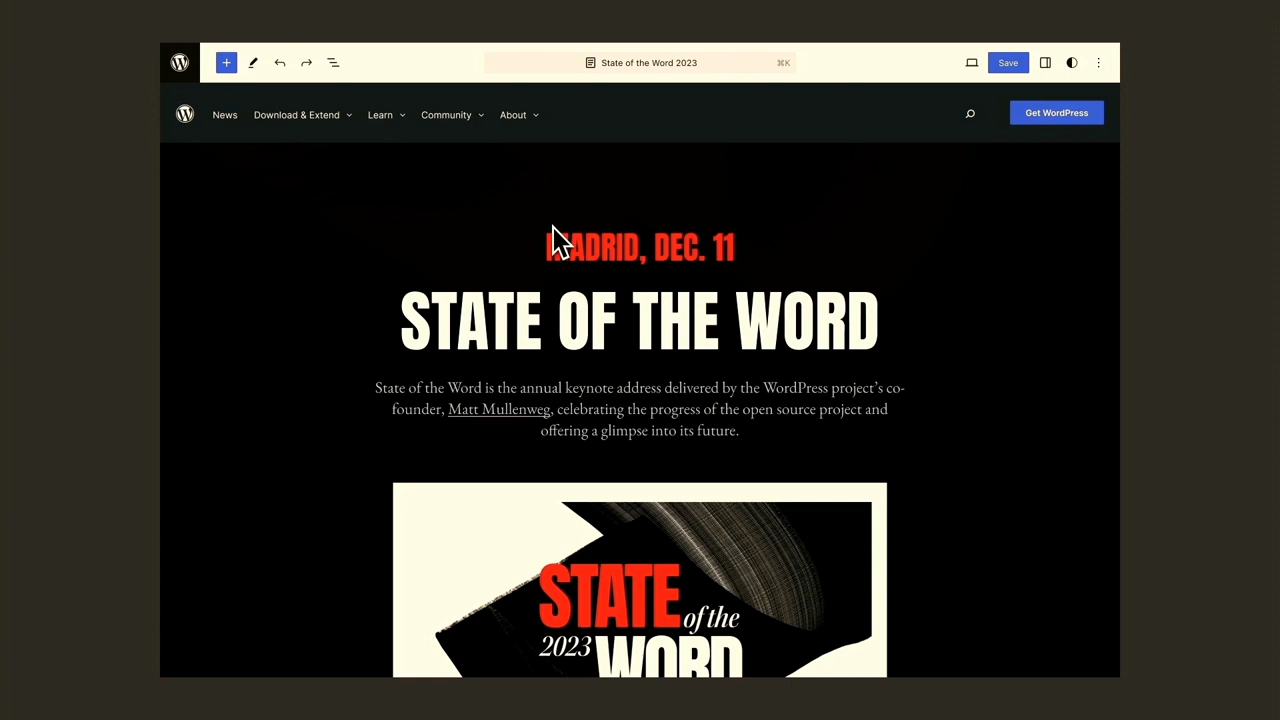 State of the Word 2023
⌘K
Save
News
Download & Extend
Learn
Community
About
Get WordPress
MADRID, DEC. 11
STATE OF THE WORD
State of the Word is the annual keynote address delivered by the WordPress project’s co-
founder, Matt Mullenweg, celebrating the progress of the open source project and
offering a glimpse into its future.
STATE
of the
2023
WORD